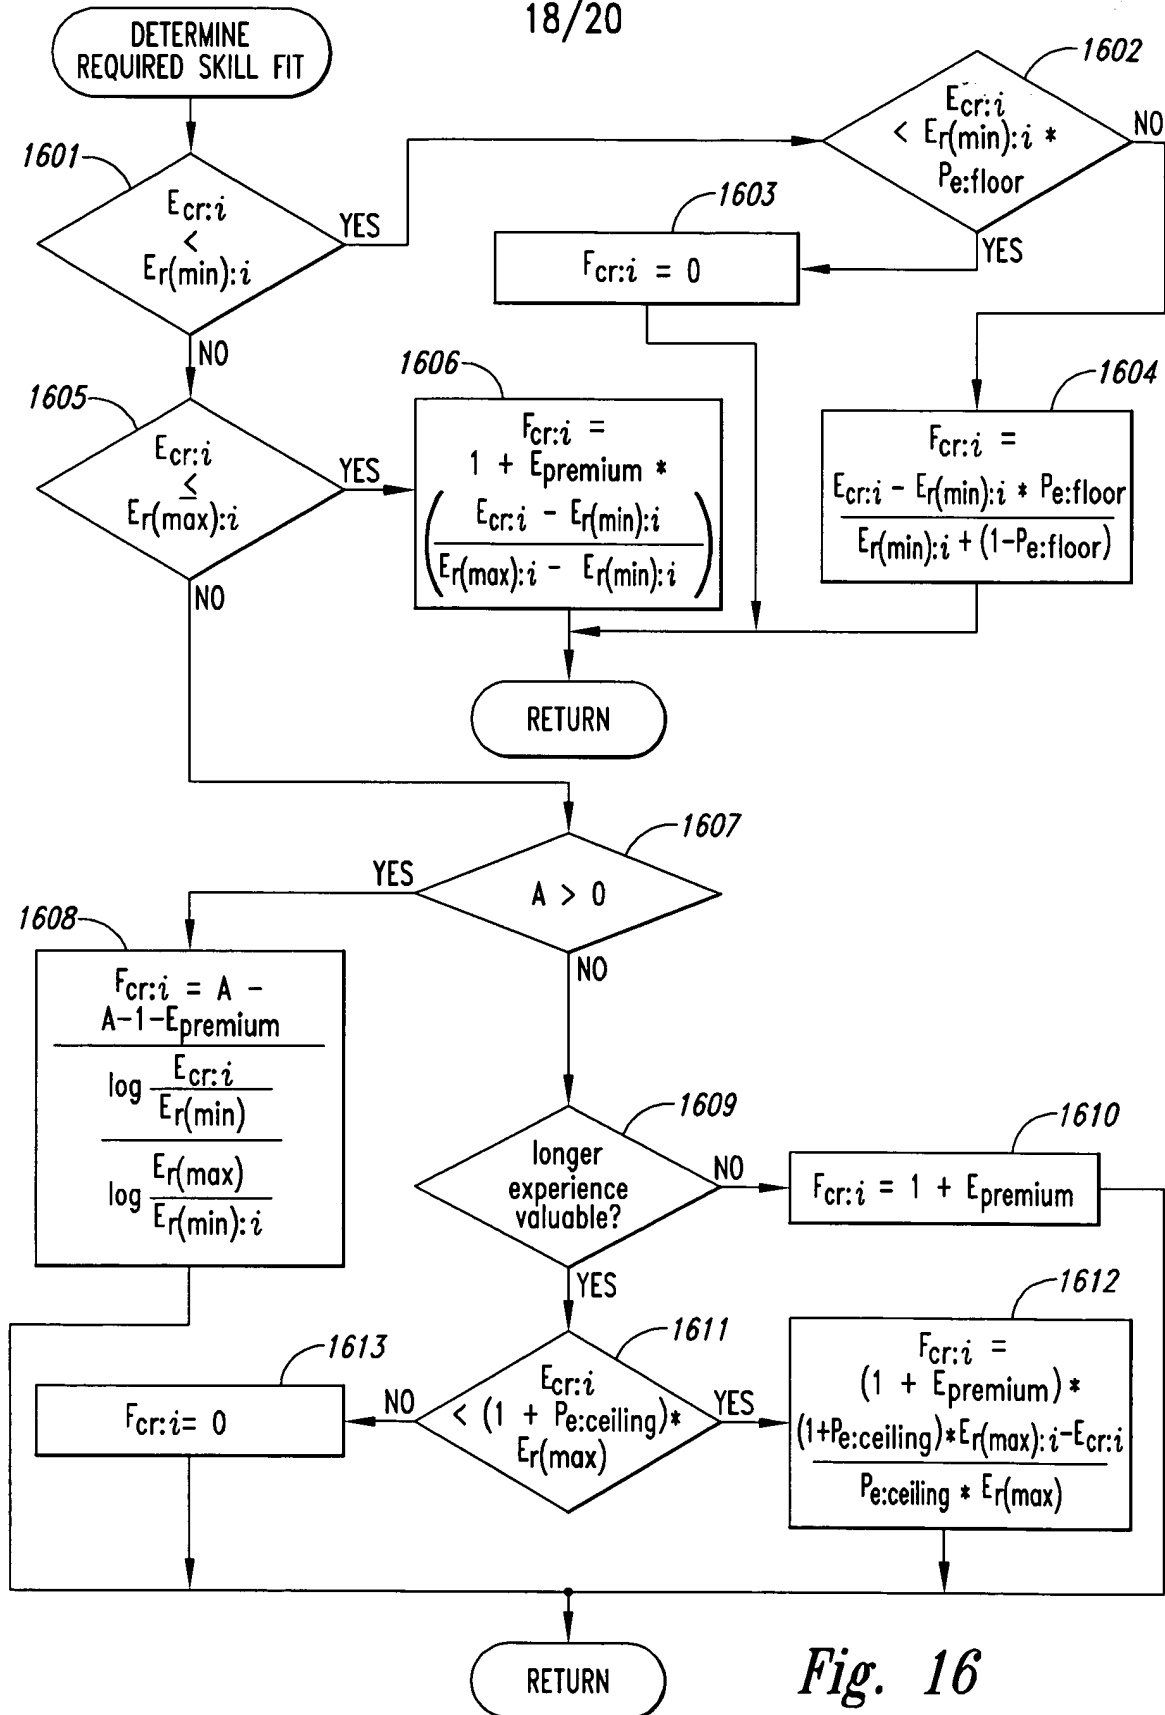 18/20
DETERMINE
REQUIRED SKILL FIT
1601
Ecr:i
<
Er(min):i
YES
NO
1602
Ecr:i
< Er(min):i *
Pe:floor
NO
YES
1603
Fcr:i = 0
1604
Fcr:i =
Ecr:i - Er(min):i * Pe:floor
Er(min):i + (1-Pe:floor)
1605
Ecr:i
≤
Er(max):i
YES
NO
1606
Fcr:i =
1 + Epremium *
( Ecr:i - Er(min):i
Er(max):i - Er(min):i )
RETURN
1607
A > 0
YES
NO
1608
Fcr:i = A -
A-1-Epremium
log Ecr:i
Er(min)
log Er(max)
Er(min):i
1609
longer
experience
valuable?
NO
YES
1610
Fcr:i = 1 + Epremium
1611
Ecr:i
< (1 + Pe:ceiling)*
Er(max)
NO
YES
1612
Fcr:i =
(1 + Epremium) *
(1+Pe:ceiling)*Er(max):i-Ecr:i
Pe:ceiling * Er(max)
1613
Fcr:i= 0
RETURN
Fig. 16